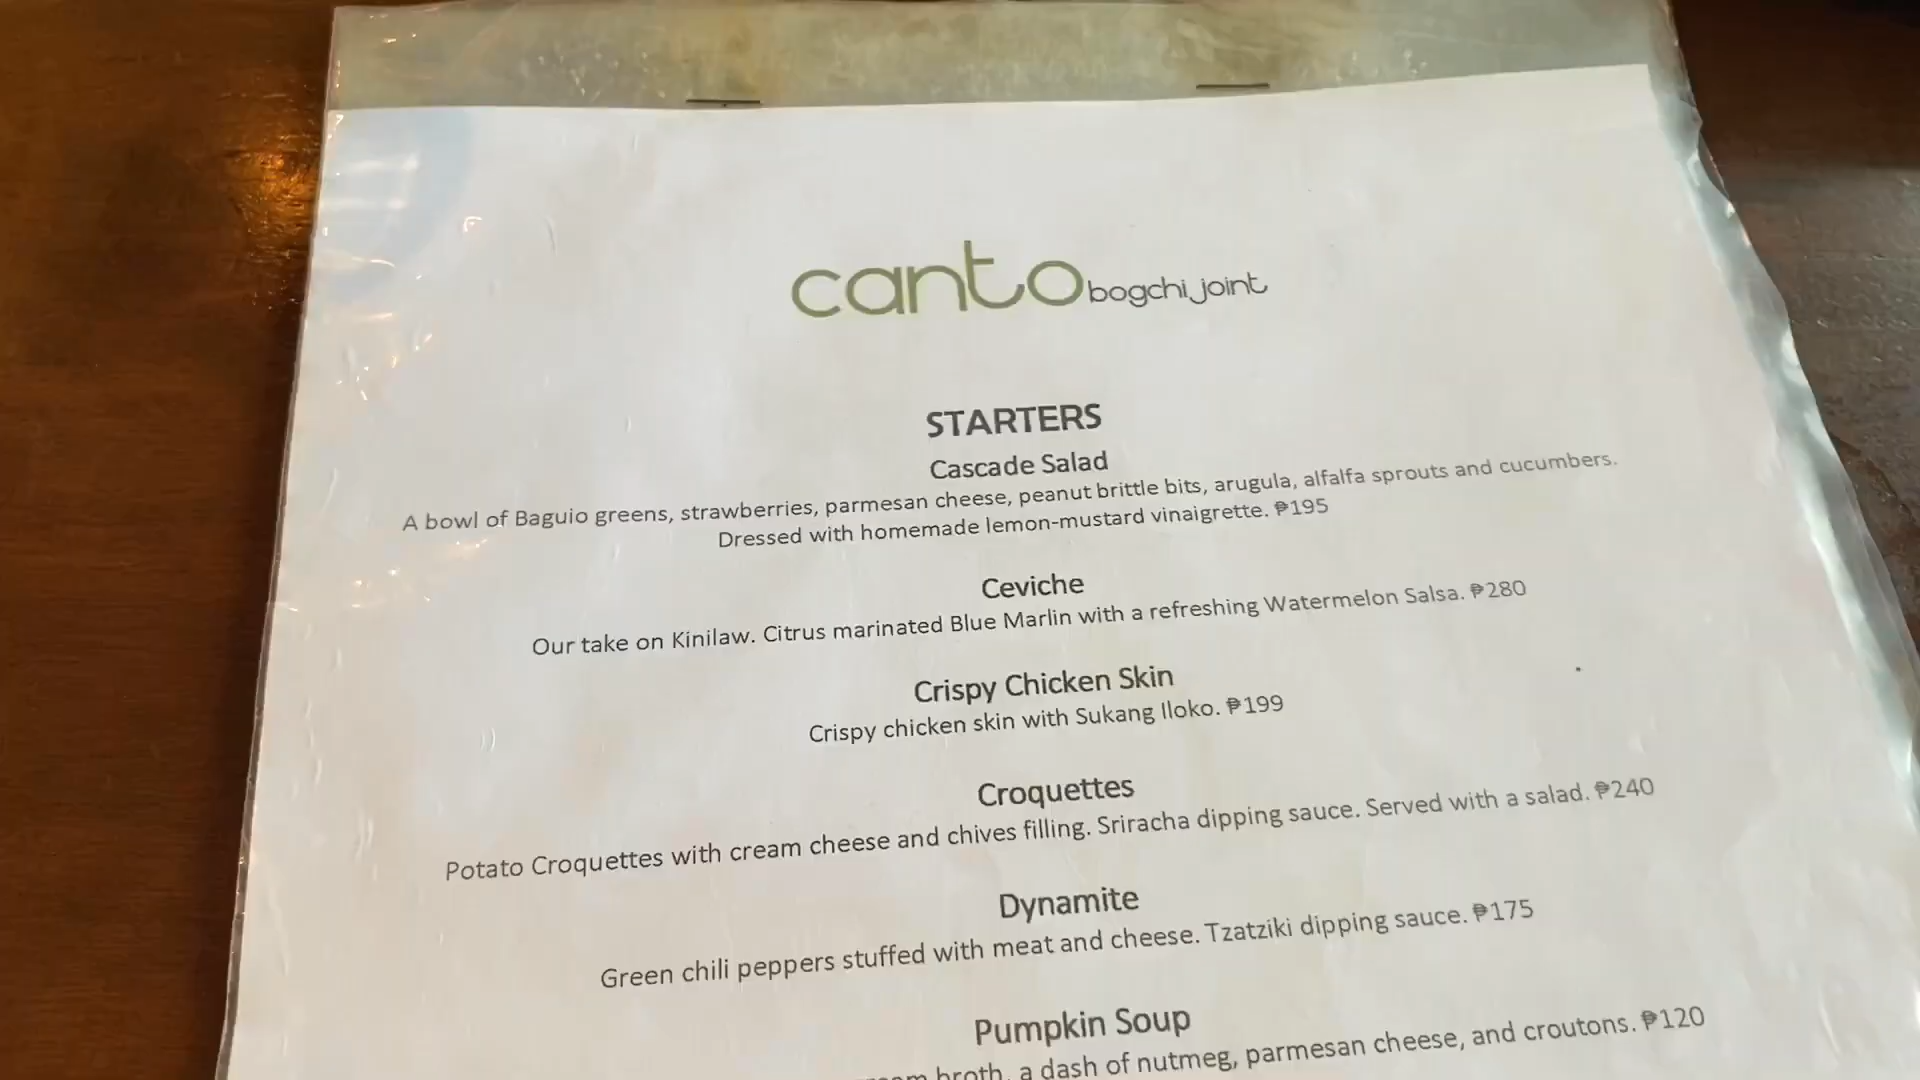 canto bogchi joint
STARTERS
Cascade Salad
A bowl of Baguio greens, strawberries, parmesan cheese, peanut brittle bits, arugula, alfalfa sprouts and cucumbers.
Dressed with homemade lemon-mustard vinaigrette. ₱195
Ceviche
Our take on Kinilaw. Citrus marinated Blue Marlin with a refreshing Watermelon Salsa. ₱280
Crispy Chicken Skin
Crispy chicken skin with Sukang Iloko. ₱199
Croquettes
Potato Croquettes with cream cheese and chives filling. Sriracha dipping sauce. Served with a salad. ₱240
Dynamite
Green chili peppers stuffed with meat and cheese. Tzatziki dipping sauce. ₱175
Pumpkin Soup
broth, a dash of nutmeg, parmesan cheese, and croutons. ₱120